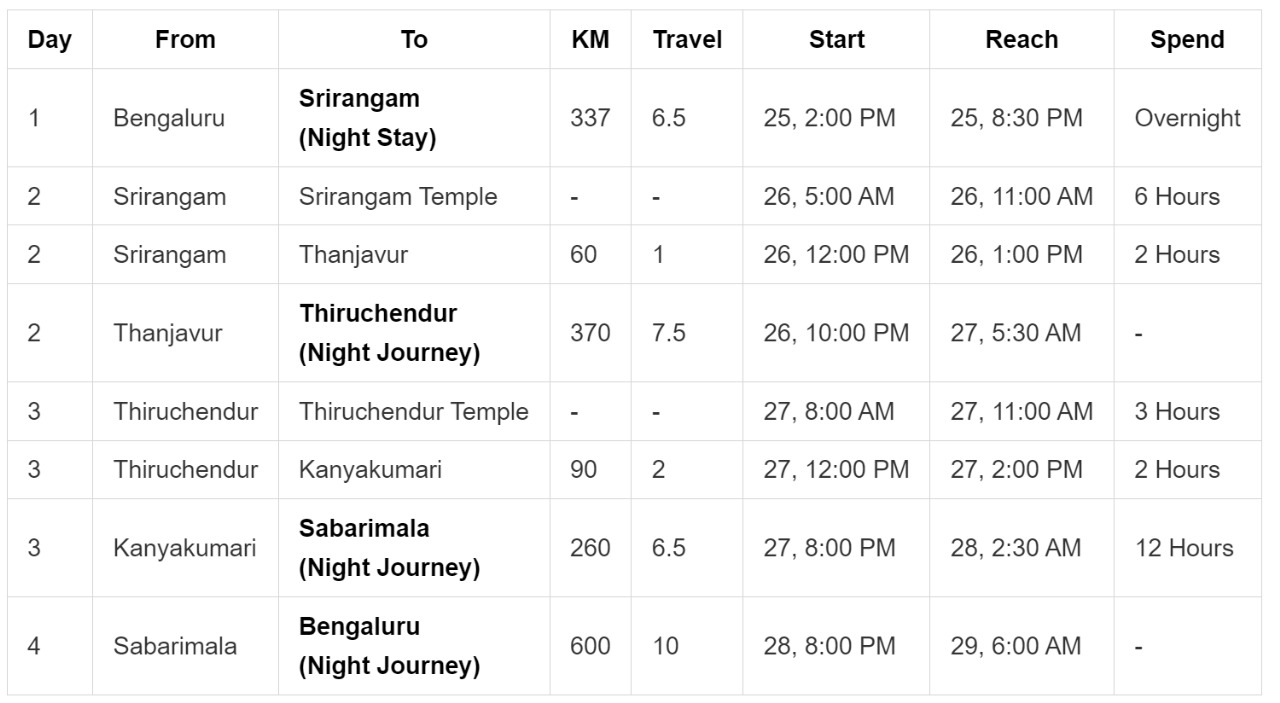 Day From To KM Travel Start Reach Spend
1 Bengaluru Srirangam (Night Stay) 337 6.5 25, 2:00 PM 25, 8:30 PM Overnight
2 Srirangam Srirangam Temple - - 26, 5:00 AM 26, 11:00 AM 6 Hours
2 Srirangam Thanjavur 60 1 26, 12:00 PM 26, 1:00 PM 2 Hours
2 Thanjavur Thiruchendur (Night Journey) 370 7.5 26, 10:00 PM 27, 5:30 AM -
3 Thiruchendur Thiruchendur Temple - - 27, 8:00 AM 27, 11:00 AM 3 Hours
3 Thiruchendur Kanyakumari 90 2 27, 12:00 PM 27, 2:00 PM 2 Hours
3 Kanyakumari Sabarimala (Night Journey) 260 6.5 27, 8:00 PM 28, 2:30 AM 12 Hours
4 Sabarimala Bengaluru (Night Journey) 600 10 28, 8:00 PM 29, 6:00 AM -